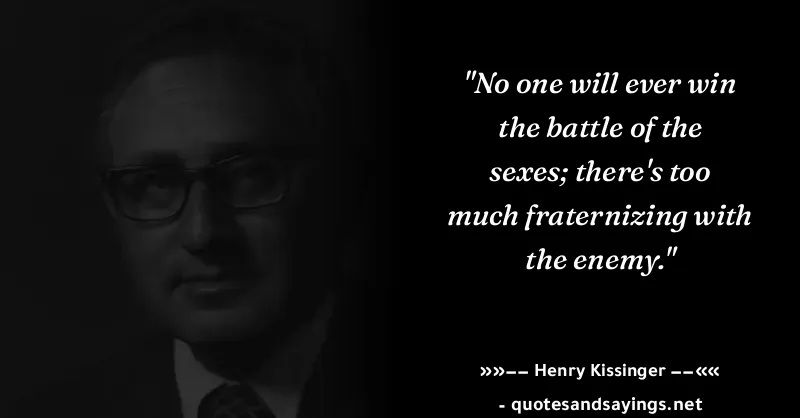 "No one will ever win
the battle of the
sexes; there's too
much fraternizing with
the enemy."
»»−− Henry Kissinger −−««
- quotesandsayings.net